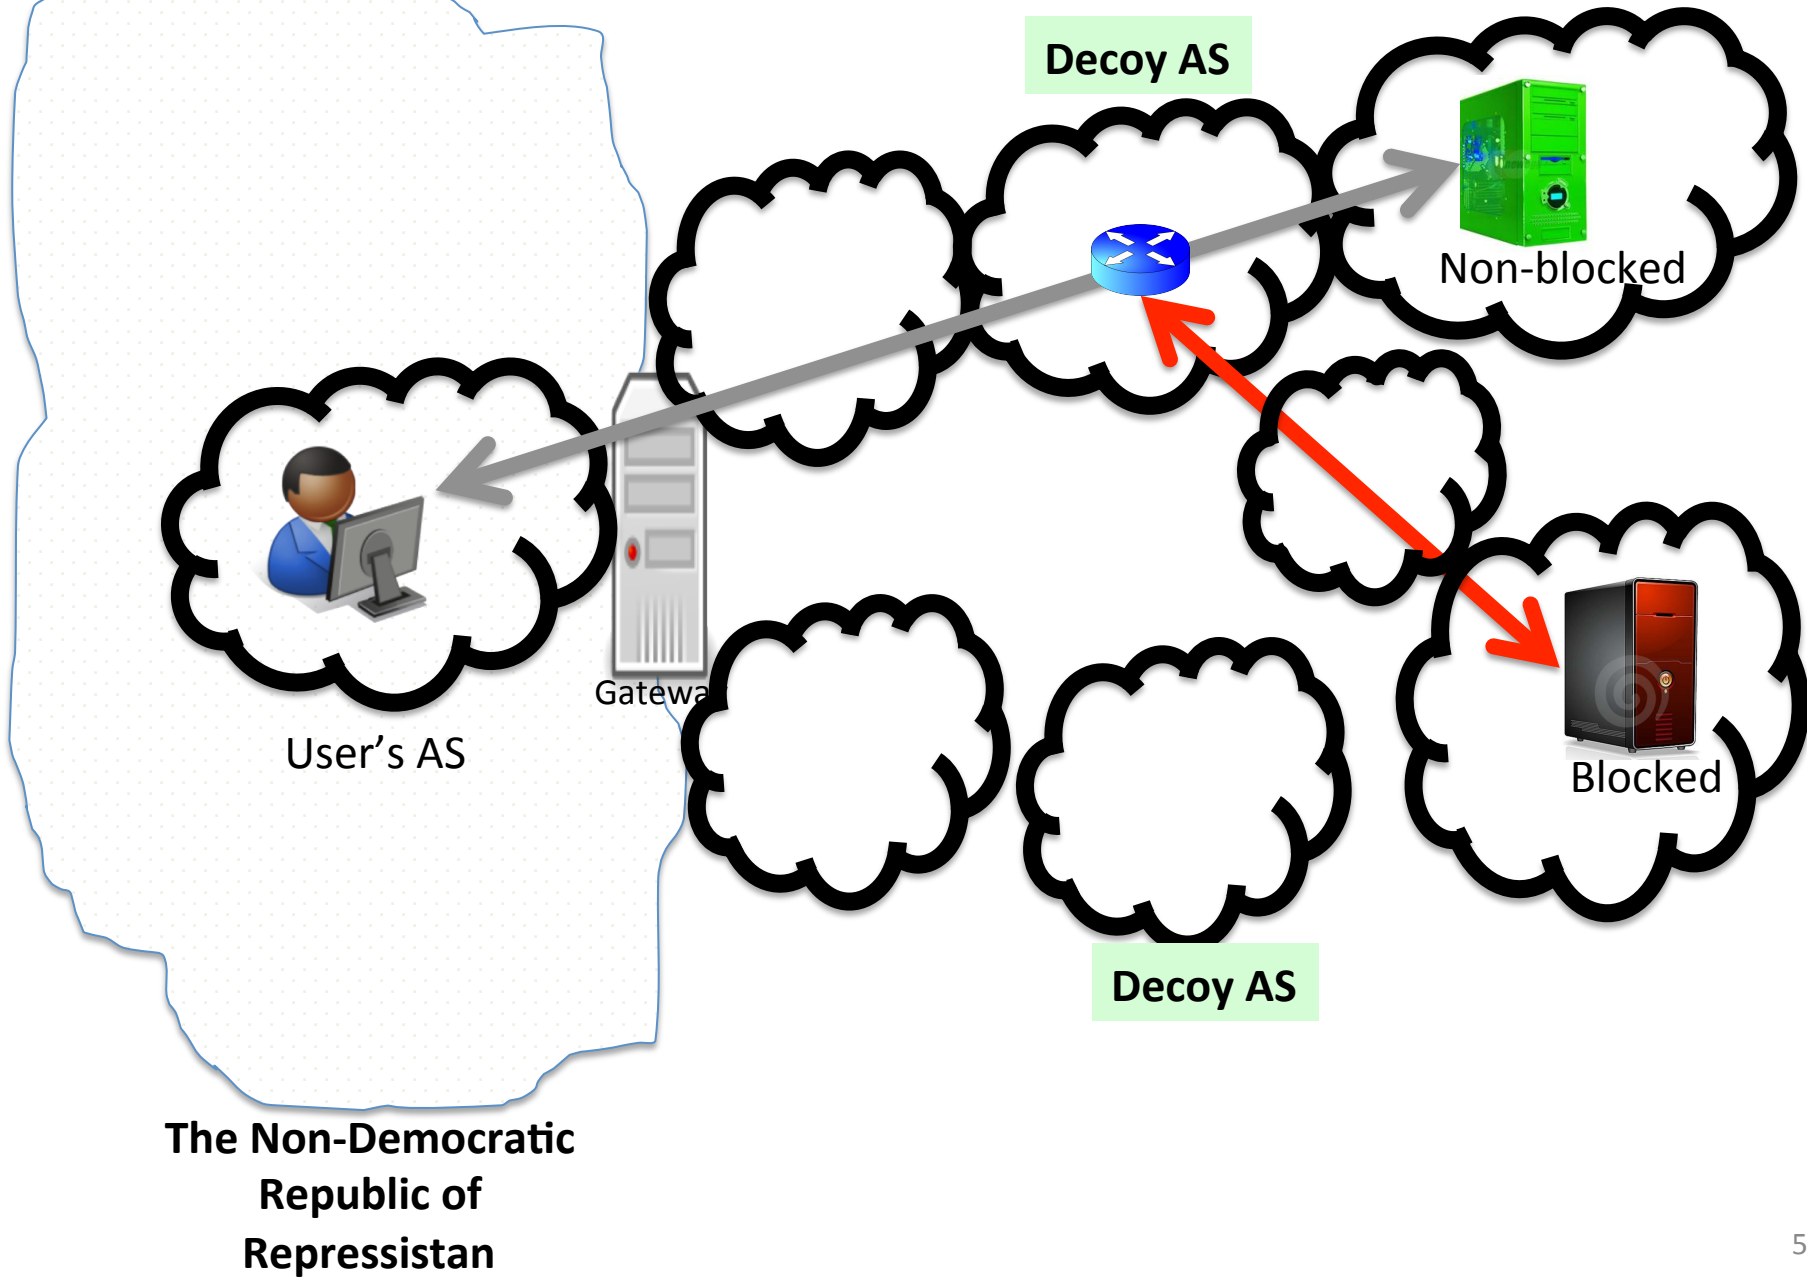 Decoy AS
Non-blocked
User's AS
Blocked
Decoy AS
The Non-Democratic
Republic of
Repressistan
5